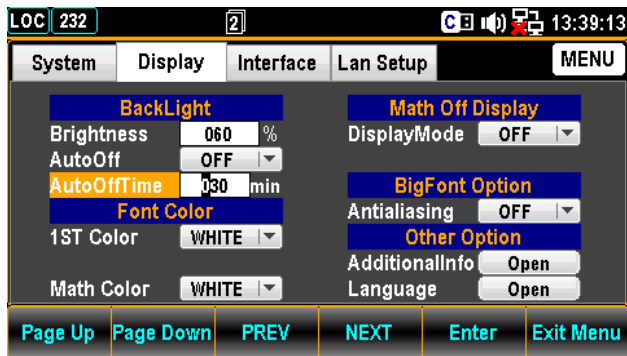 LOC 232 2 C 13:39:13
System Display Interface Lan Setup MENU
BackLight
Brightness 060 %
AutoOff OFF
AutoOffTime 030 min
Font Color
1ST Color WHITE
Math Color WHITE
Math Off Display
DisplayMode OFF
BigFont Option
Antialiasing OFF
Other Option
AdditionalInfo Open
Language Open
Page Up Page Down PREV NEXT Enter Exit Menu